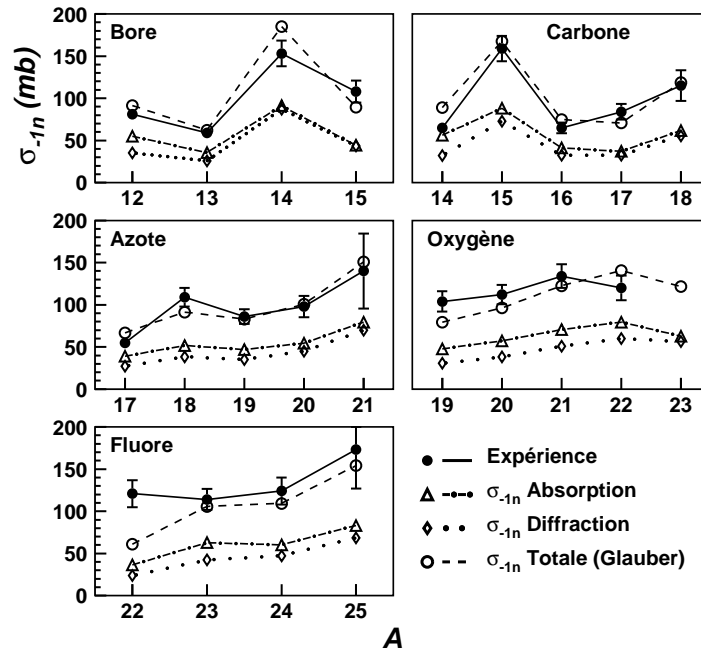 σ-1n (mb)
200
150
100
50
0
Bore
12 13 14 15
Carbone
14 15 16 17 18
200
150
100
50
0
Azote
17 18 19 20 21
Oxygène
19 20 21 22 23
200
150
100
50
0
Fluore
22 23 24 25
Expérience
σ-1n Absorption
σ-1n Diffraction
σ-1n Totale (Glauber)
A